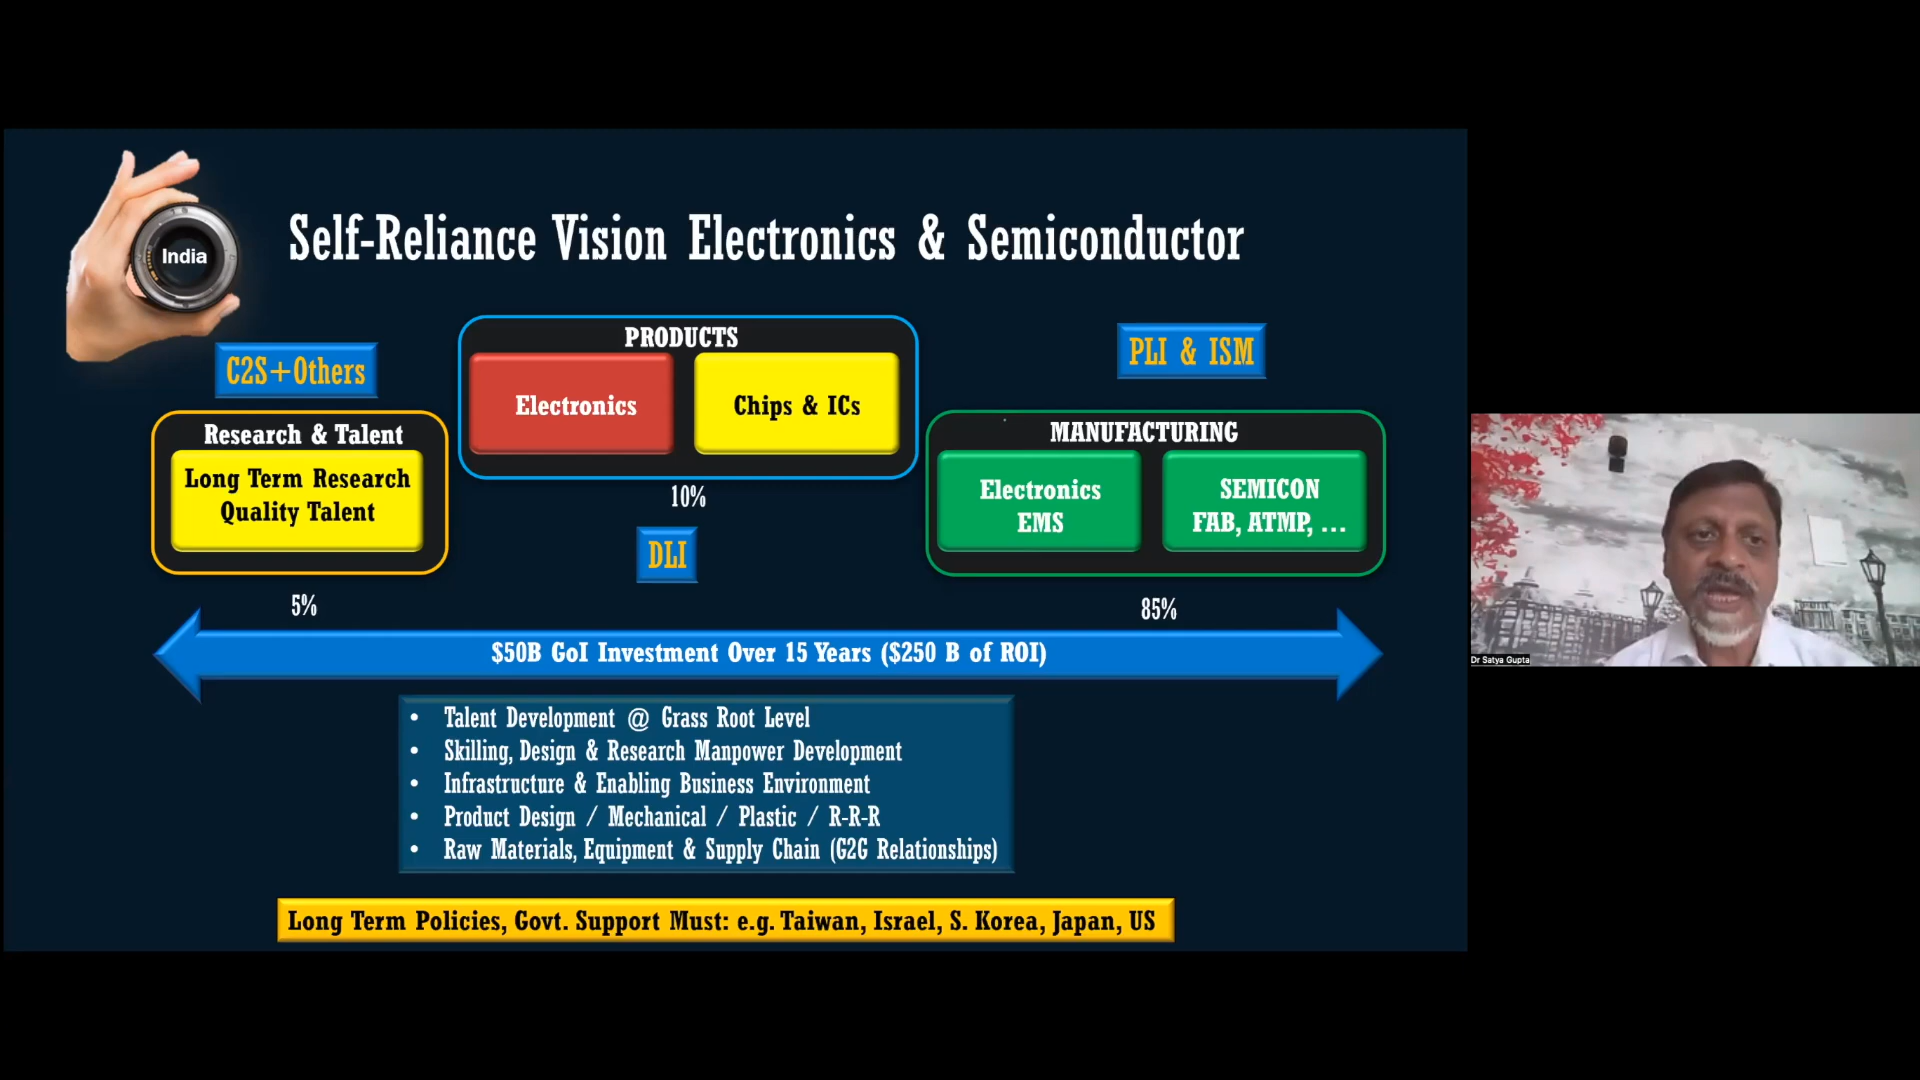 India
Self-Reliance Vision Electronics & Semiconductor
C2S+Others
Research & Talent
Long Term Research
Quality Talent
5%
PRODUCTS
Electronics
Chips & ICs
10%
DLI
PLI & ISM
MANUFACTURING
Electronics
EMS
SEMICON
FAB, ATMP, ...
85%
$50B GoI Investment Over 15 Years ($250 B of ROI)
• Talent Development @ Grass Root Level
• Skilling, Design & Research Manpower Development
• Infrastructure & Enabling Business Environment
• Product Design / Mechanical / Plastic / R-R-R
• Raw Materials, Equipment & Supply Chain (G2G Relationships)
Long Term Policies, Govt. Support Must: e.g. Taiwan, Israel, S. Korea, Japan, US
Dr Satya Gupta